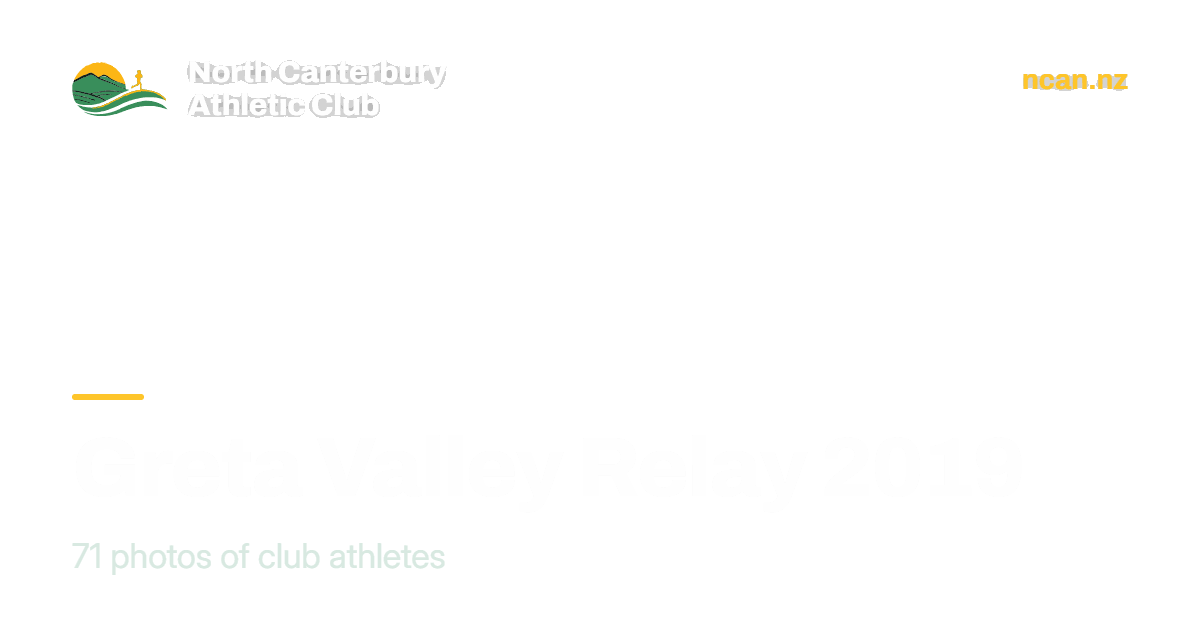 North Canterbury
Athletic Club
ncan.nz
Greta Valley Relay 2019
71 photos of club athletes